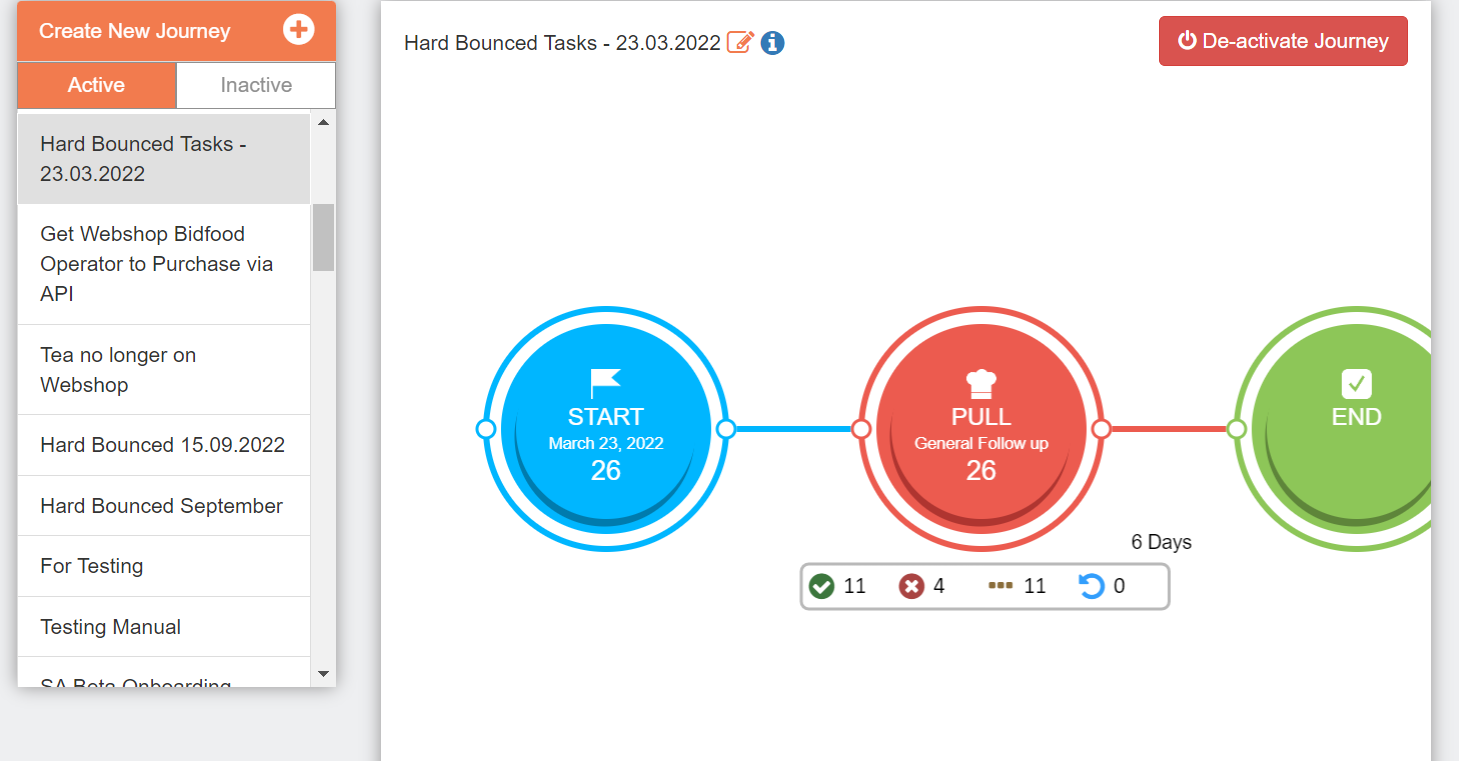 Create New Journey
Active
Inactive
Hard Bounced Tasks -
23.03.2022
Get Webshop Bidfood
Operator to Purchase via
API
Tea no longer on
Webshop
Hard Bounced 15.09.2022
Hard Bounced September
For Testing
Testing Manual
SA Beta Onboarding
Hard Bounced Tasks - 23.03.2022
De-activate Journey
START
March 23, 2022
26
PULL
General Follow up
26
END
6 Days
11
4
11
0